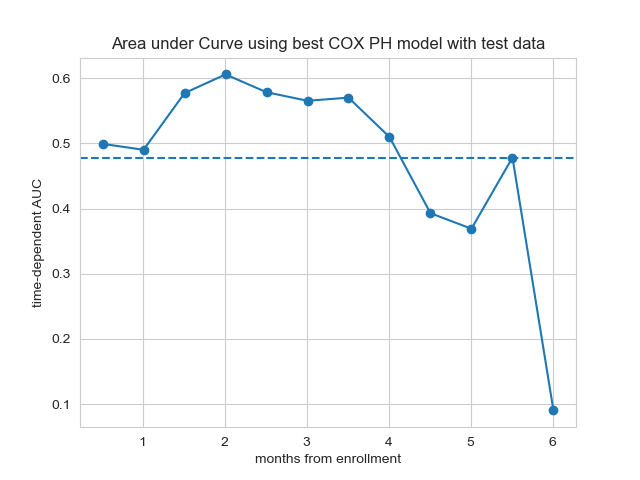 Area under Curve using best COX PH model with test data
time-dependent AUC
0.6
0.5
0.4
0.3
0.2
0.1
1 2 3 4 5 6
months from enrollment